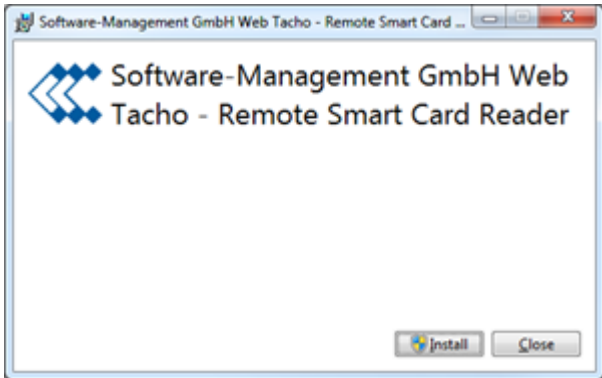 Software-Management GmbH Web Tacho - Remote Smart Card ...
Software-Management GmbH Web
Tacho - Remote Smart Card Reader
Install
Close